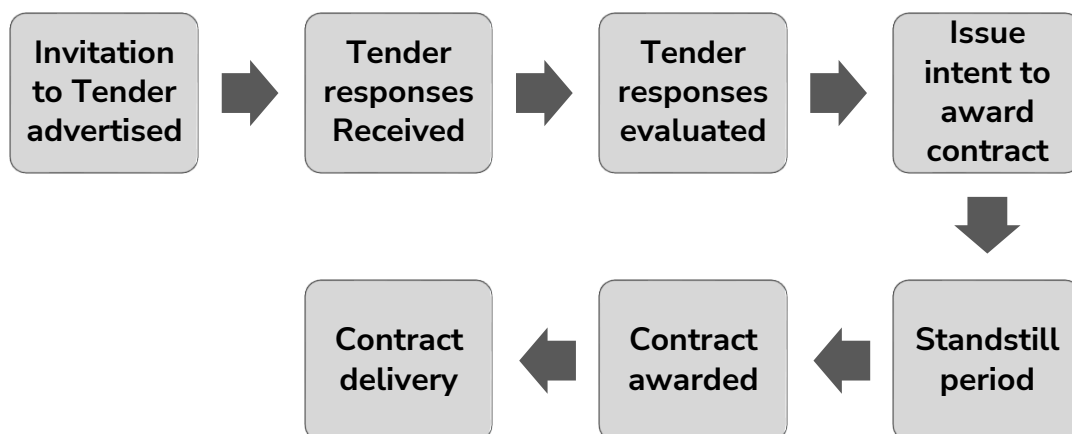 Invitation
to Tender
advertised
Tender
responses
Received
Tender
responses
evaluated
Issue
intent to
award
contract
Standstill
period
Contract
awarded
Contract
delivery